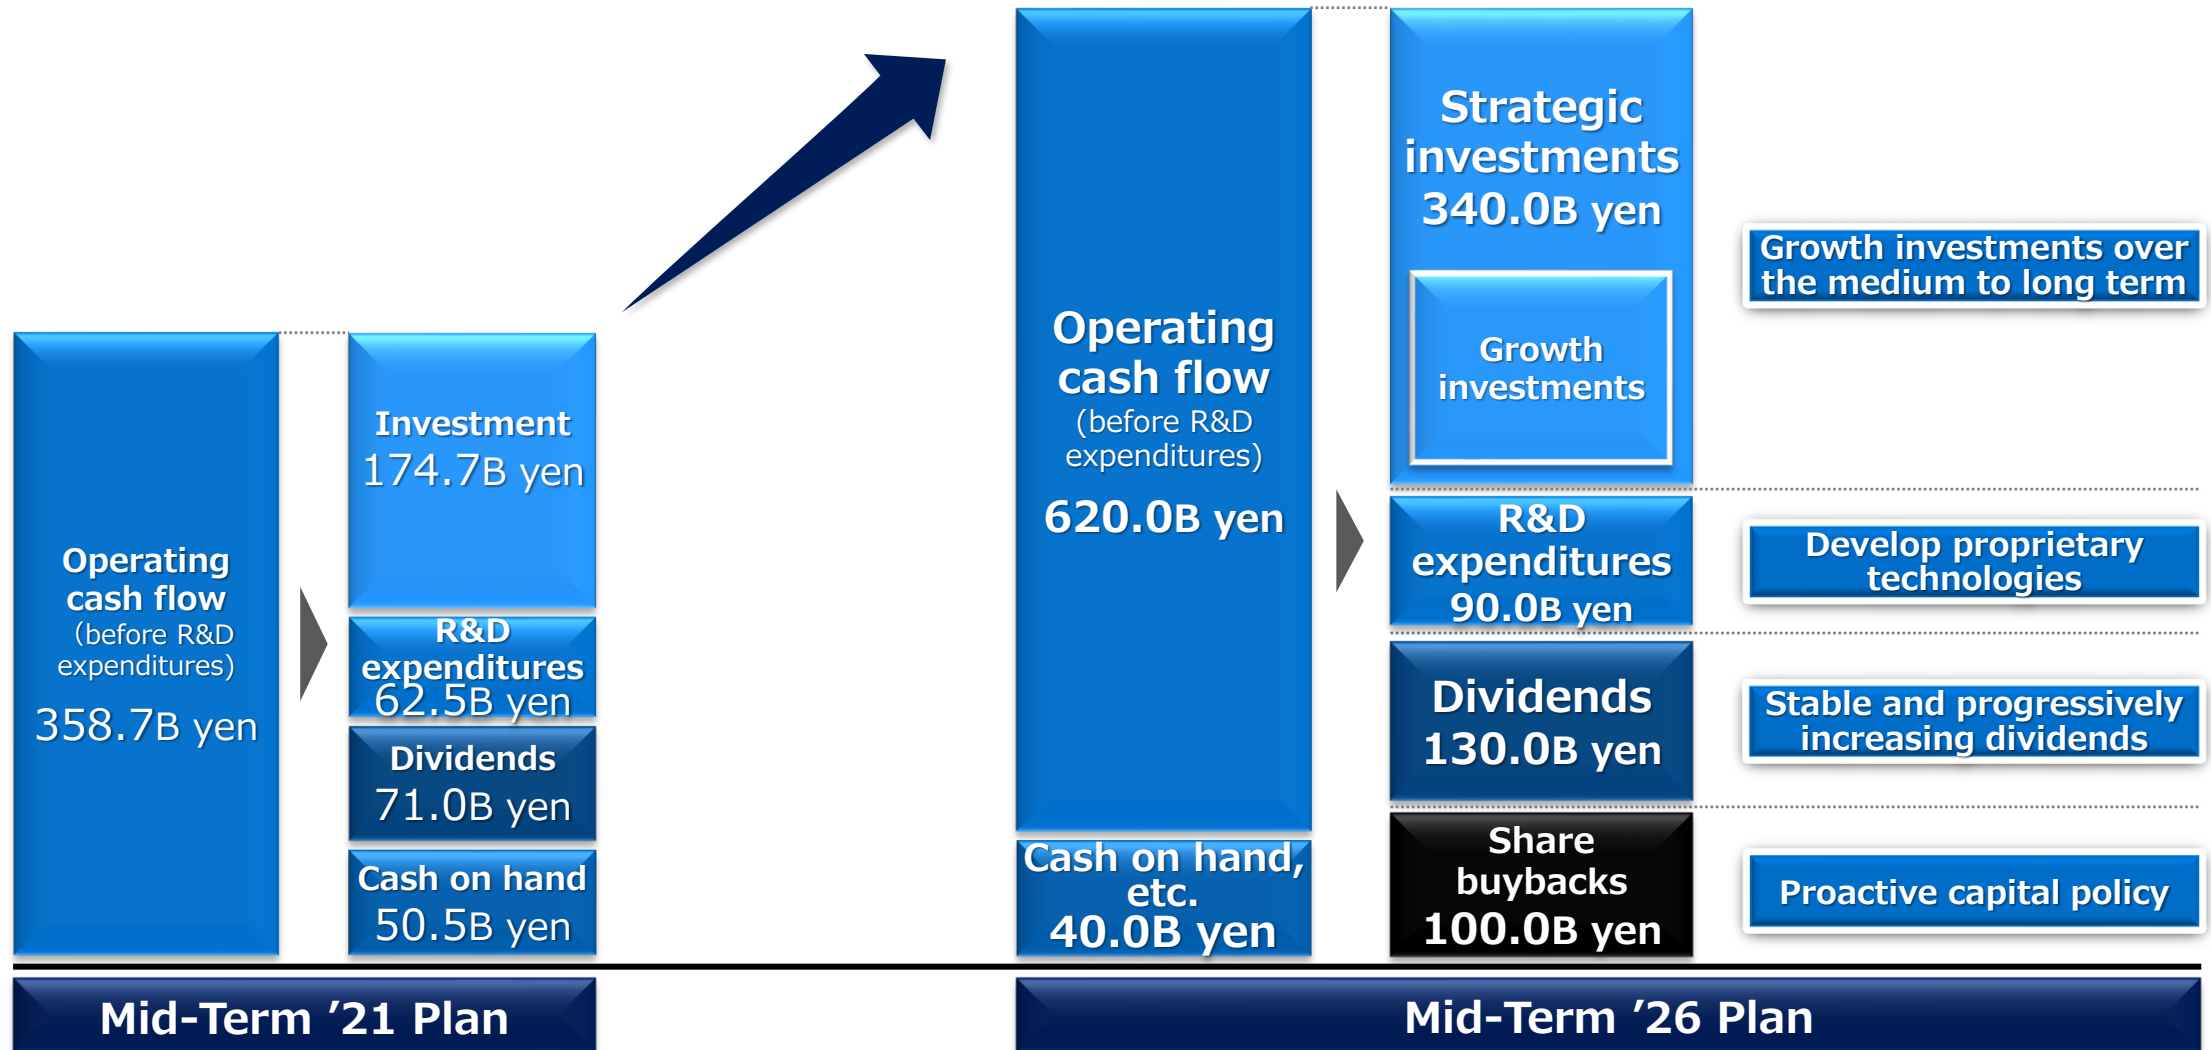 Operating
cash flow
(before R&D
expenditures)
358.7B yen
Investment
174.7B yen
R&D
expenditures
62.5B yen
Dividends
71.0B yen
Cash on hand
50.5B yen
Mid-Term ’21 Plan
Operating
cash flow
(before R&D
expenditures)
620.0B yen
Cash on hand,
etc.
40.0B yen
Strategic
investments
340.0B yen
Growth
investments
R&D
expenditures
90.0B yen
Dividends
130.0B yen
Share
buybacks
100.0B yen
Growth investments over
the medium to long term
Develop proprietary
technologies
Stable and progressively
increasing dividends
Proactive capital policy
Mid-Term ’26 Plan